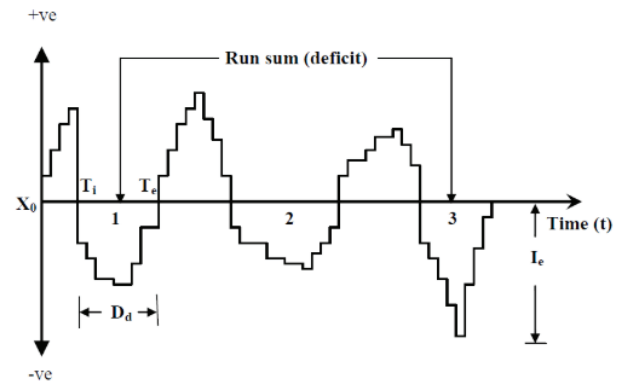 +ve
Run sum (deficit)
Ti Te
X0 1 2 3 Time (t)
Ie
Dd
-ve